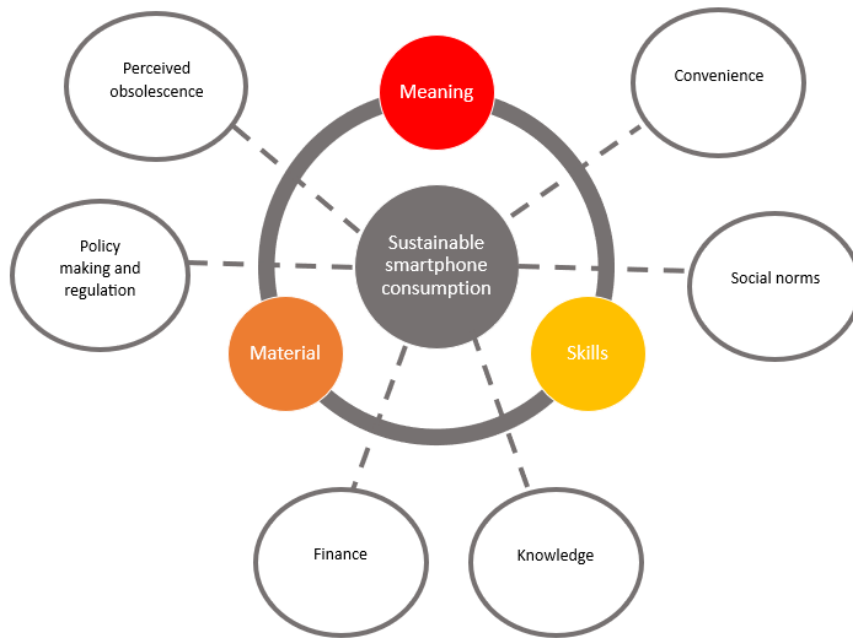 Perceived
obsolescence
Meaning
Convenience
Policy
making and
regulation
Sustainable
smartphone
consumption
Social norms
Material
Skills
Finance
Knowledge